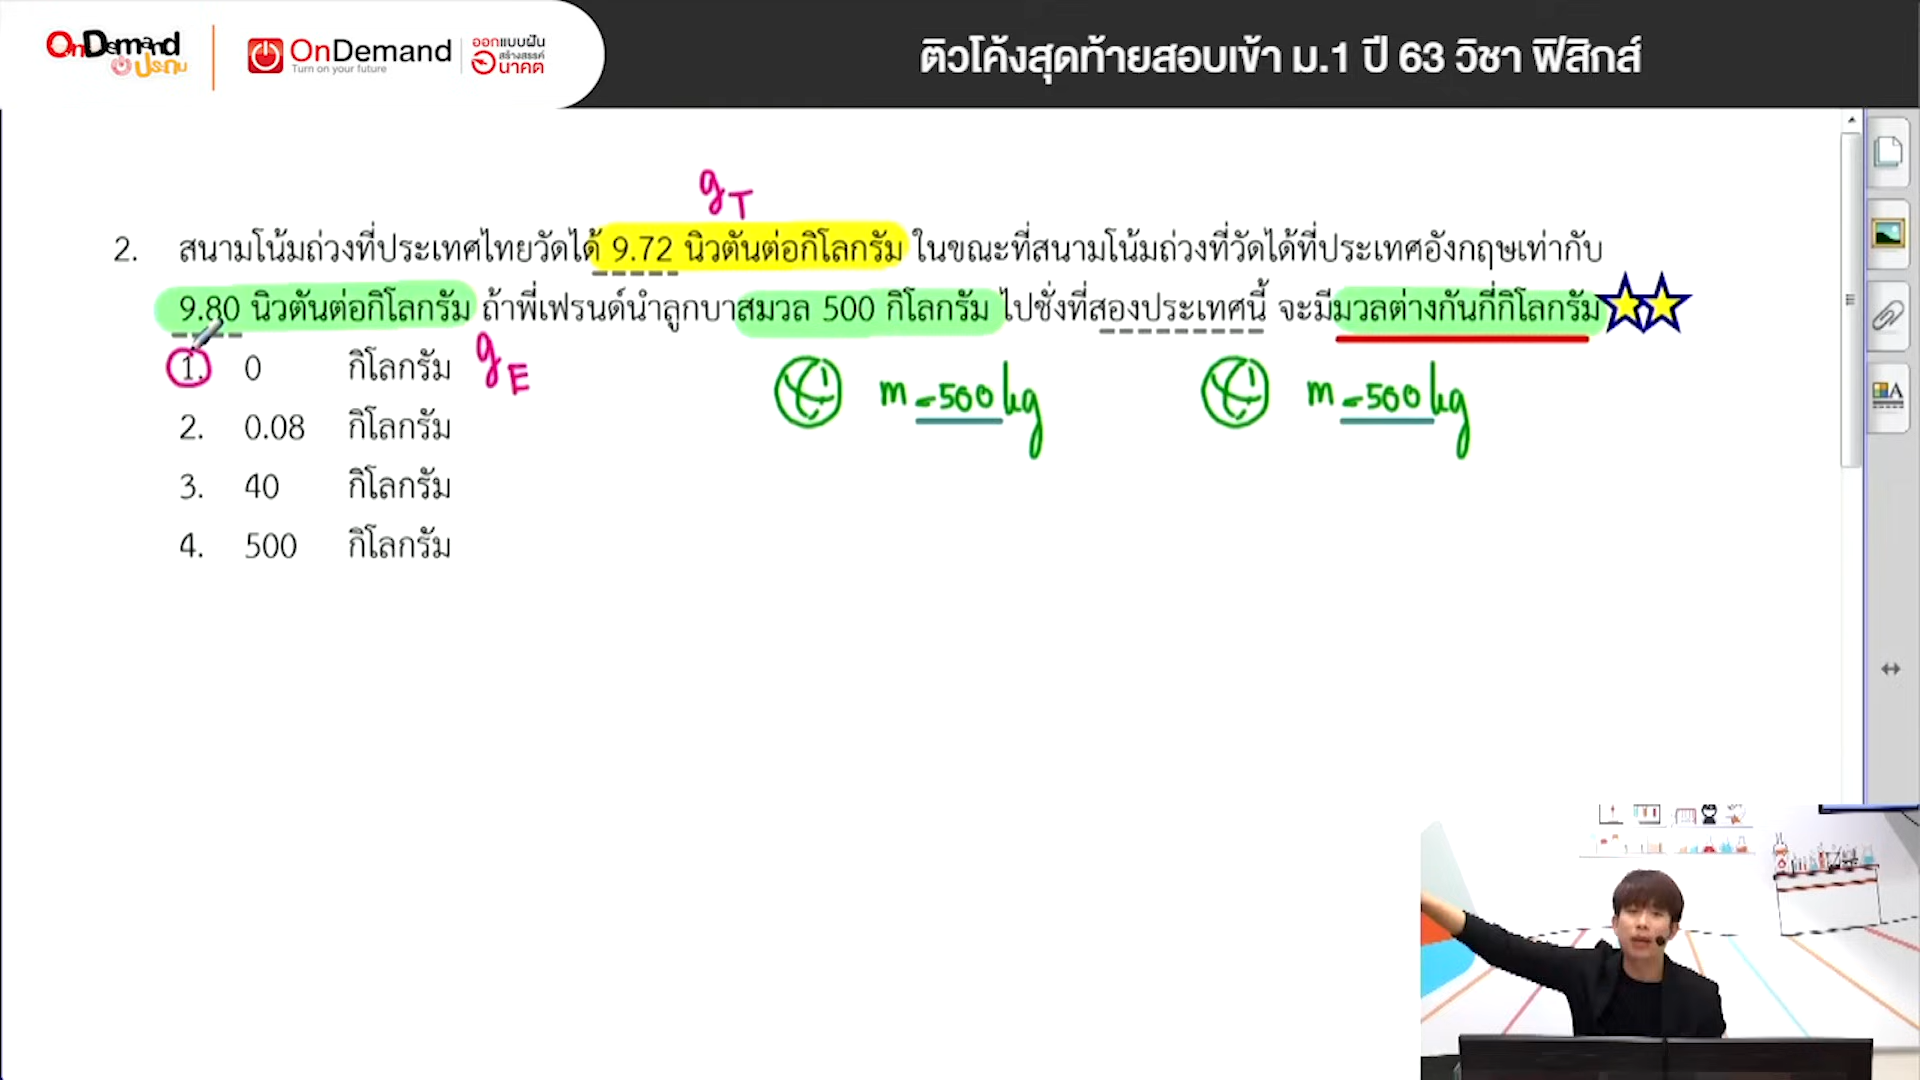 OnDemand ประถม
OnDemand
Turn on your future
ออกแบบฝัน
สร้างสรรค์
อนาคต
ติวโค้งสุดท้ายสอบเข้า ม.1 ปี 63 วิชา ฟิสิกส์
gT
2. สนามโน้มถ่วงที่ประเทศไทยวัดได้ 9.72 นิวตันต่อกิโลกรัม ในขณะที่สนามโน้มถ่วงที่วัดได้ที่ประเทศอังกฤษเท่ากับ
9.80 นิวตันต่อกิโลกรัม ถ้าพี่เฟรนด์นำลูกบาสมวล 500 กิโลกรัม ไปชั่งที่สองประเทศนี้ จะมีมวลต่างกันกี่กิโลกรัม
1. 0 กิโลกรัม gE m = 500 kg m = 500 kg
2. 0.08 กิโลกรัม
3. 40 กิโลกรัม
4. 500 กิโลกรัม